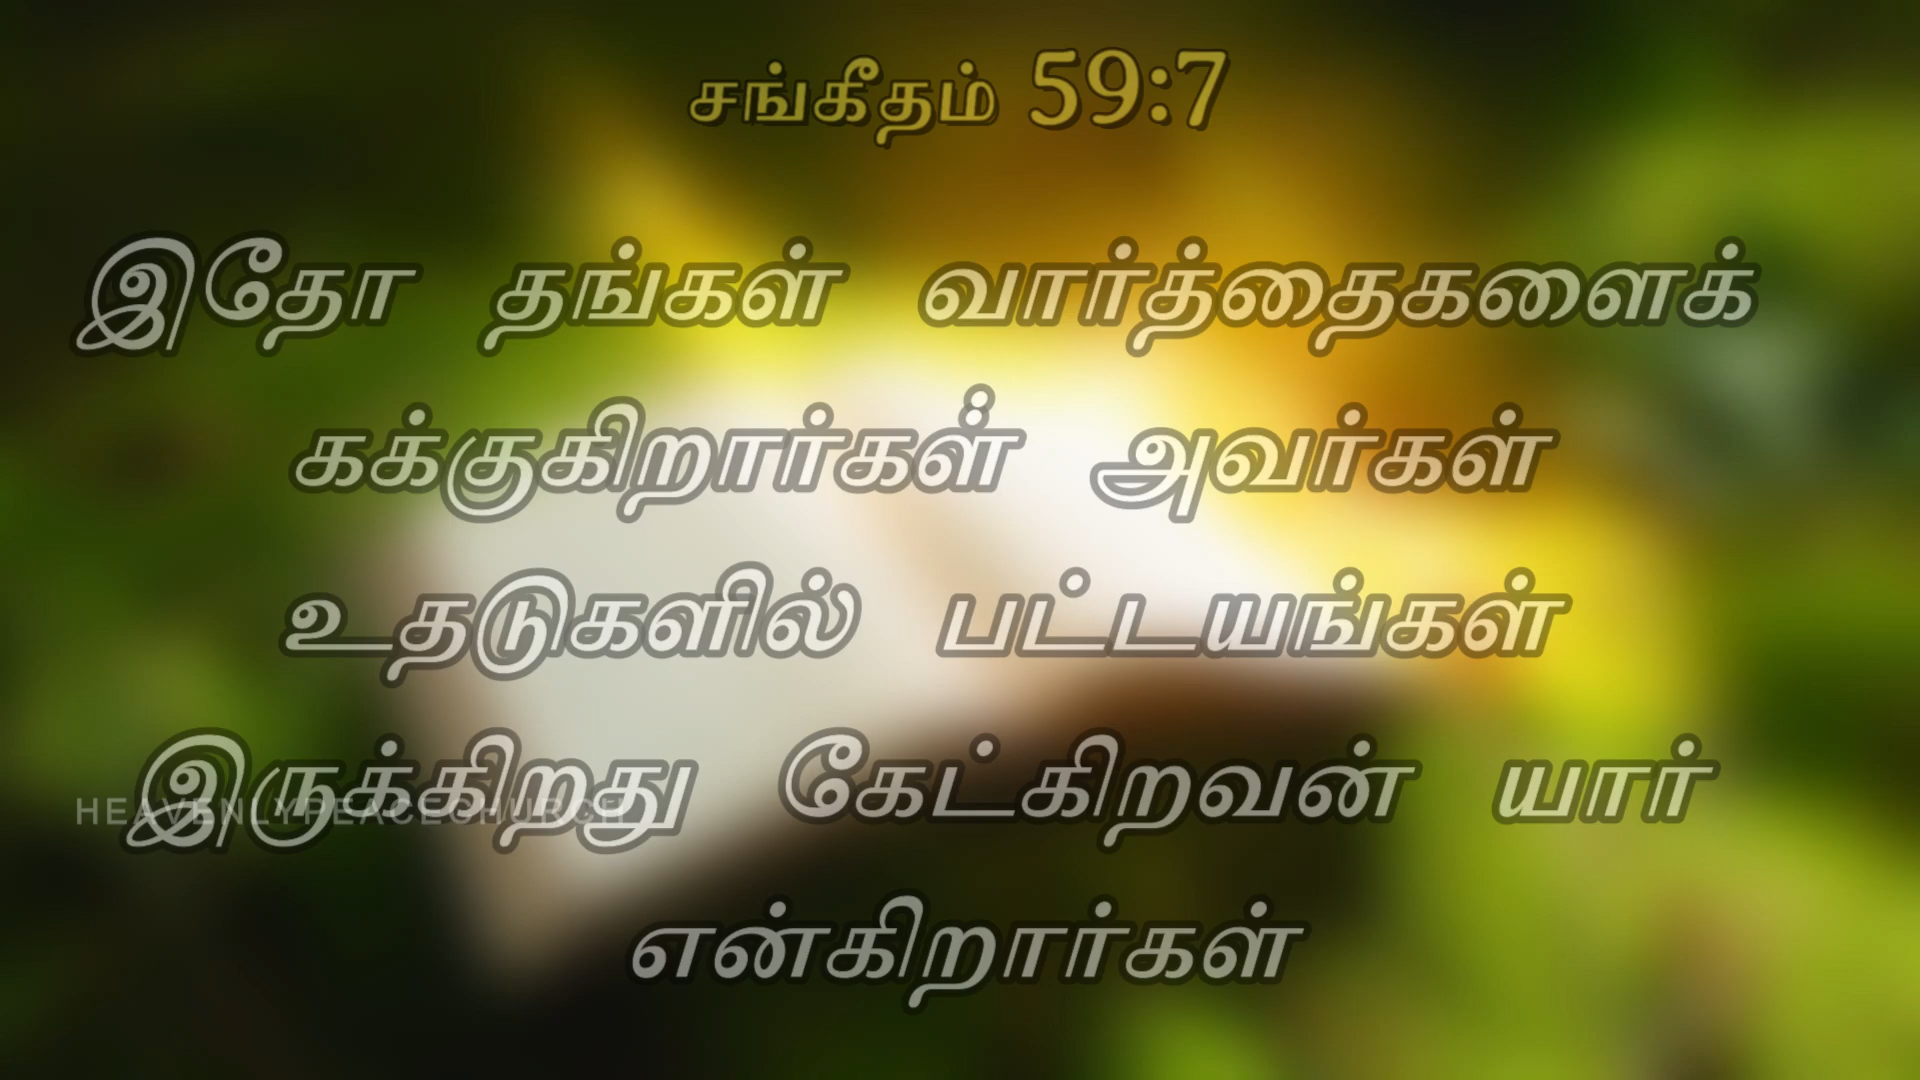 சங்கீதம் 59:7
இதோ தங்கள் வார்த்தைகளைக்
கக்குகிறார்கள்் அவர்கள்
உதடுகளில் பட்டயங்கள்
இருக்கிறது கேட்கிறவன் யார்
HEAVENLYPEACECHURCH
என்கிறார்கள்